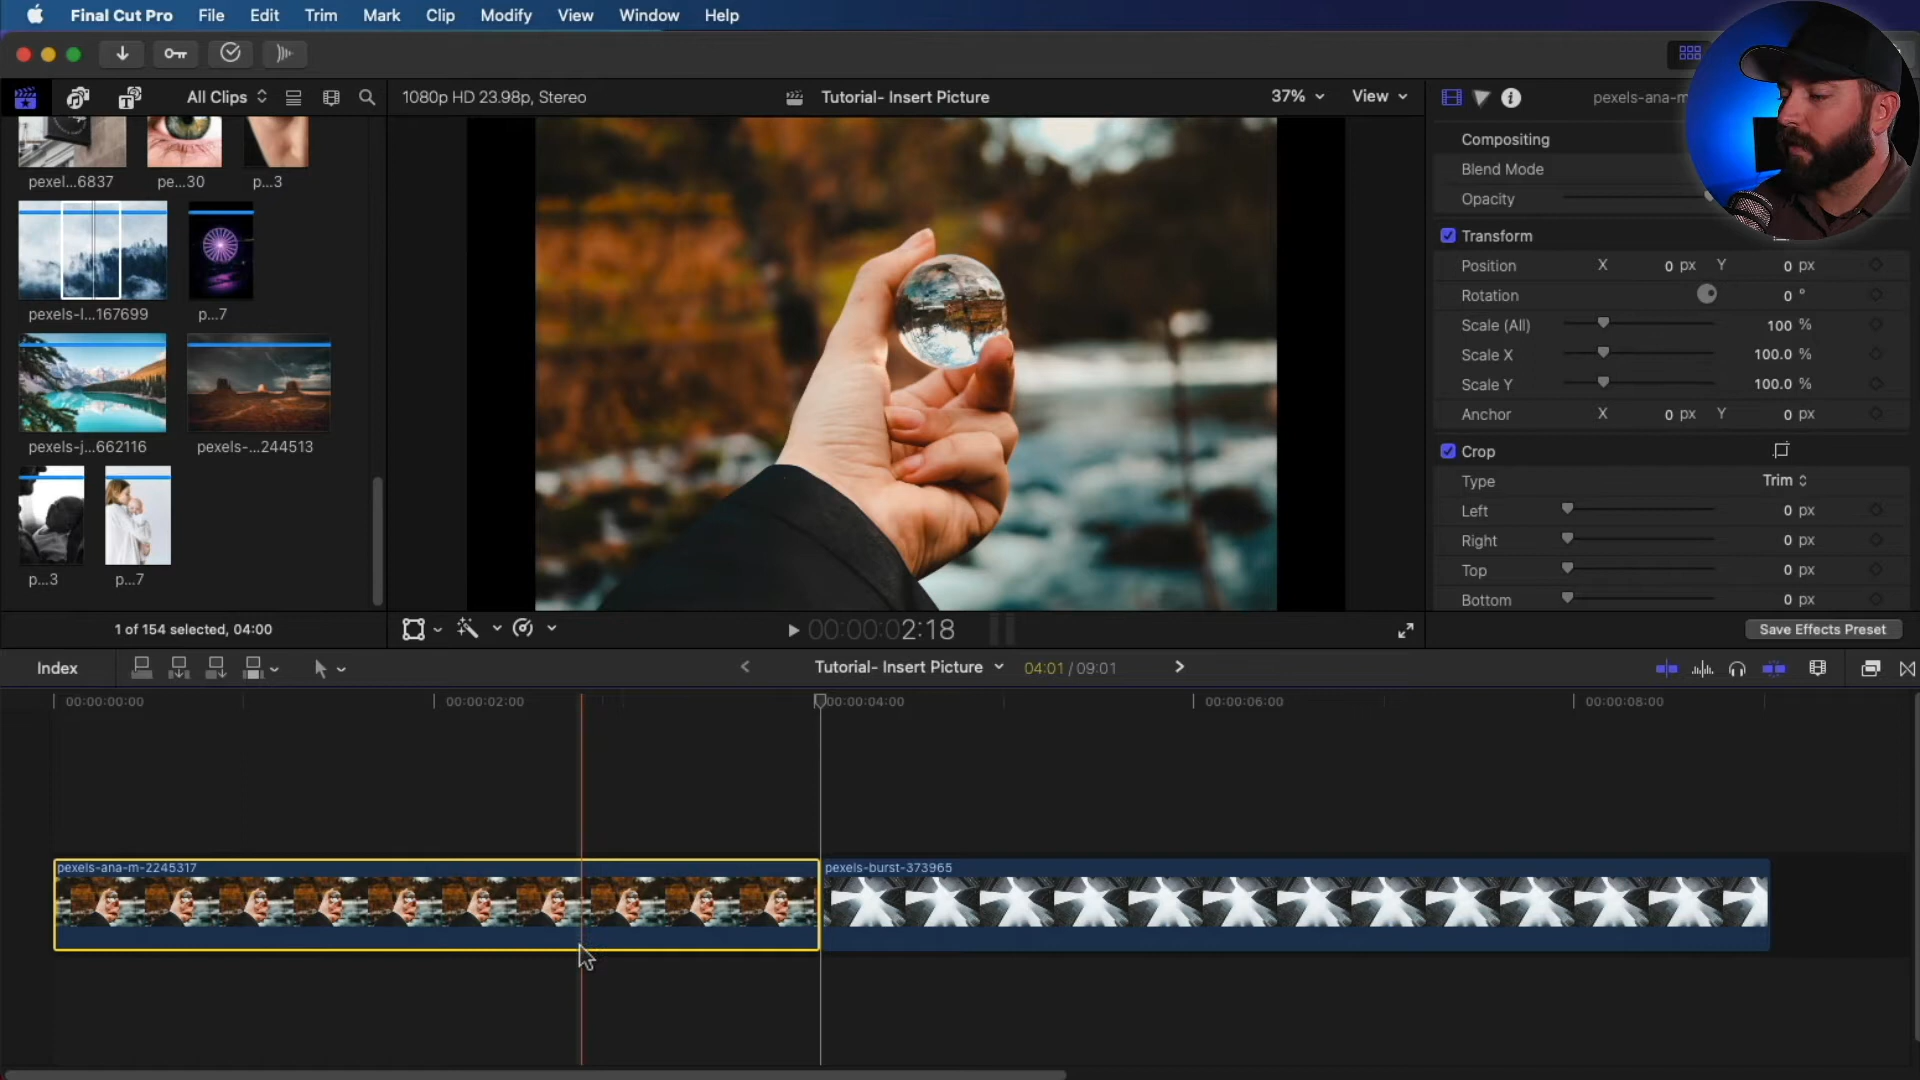 Final Cut Pro File Edit Trim Mark Clip Modify View Window Help
All Clips
1080p HD 23.98p, Stereo
Tutorial- Insert Picture
37% View
pexels-ana-m
pexel...6837
pe...30
p...3
pexels-l...167699
p...7
pexels-j...662116
pexels-...244513
p...3
p...7
1 of 154 selected, 04:00
00:00:02:18
Compositing
Blend Mode
Opacity
Transform
Position X 0 px Y 0 px
Rotation 0 °
Scale (All) 100 %
Scale X 100.0 %
Scale Y 100.0 %
Anchor X 0 px Y 0 px
Crop
Type Trim
Left 0 px
Right 0 px
Top 0 px
Bottom 0 px
Save Effects Preset
Index
Tutorial- Insert Picture 04:01 / 09:01
00:00:00:00 00:00:02:00 00:00:04:00 00:00:06:00 00:00:08:00
pexels-ana-m-2245317
pexels-burst-373965